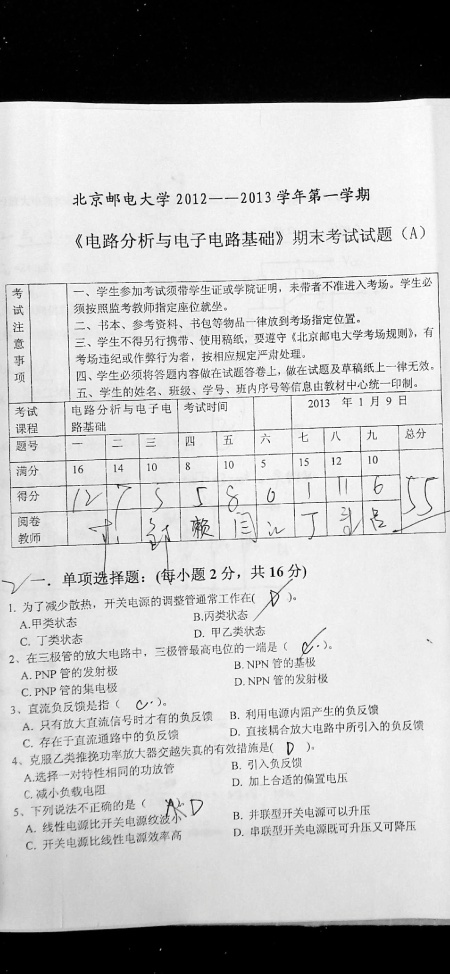 北京邮电大学2012——2013学年第一学期
《电路分析与电子电路基础》期末考试试题（A）
考试注意事项
一、学生参加考试须带学生证或学院证明，未带者不准进入考场。学生必
须按照监考教师指定座位就坐。
二、书本、参考资料、书包等物品一律放到考场指定位置。
三、学生不得另行携带、使用稿纸，要遵守《北京邮电大学考场规则》，有
考场违纪或作弊行为者，按相应规定严肃处理。
四、学生必须将答题内容做在试题答卷上，做在试题及草稿纸上一律无效。
五、学生的姓名、班级、学号、班内序号等信息由教材中心统一印制。
考试课程 电路分析与电子电路基础 考试时间 2013 年 1 月 9 日
题号 一 二 三 四 五 六 七 八 九 总分
满分 16 14 10 8 10 5 15 12 10
得分 12 7 5 5 8 0 1 11 6 55
阅卷教师 赖 闫 丁 吕
一．单项选择题：(每小题2分，共16分)
1. 为了减少散热，开关电源的调整管通常工作在( D )。
A.甲类状态 B.丙类状态
C. 丁类状态 D. 甲乙类状态
2、在三极管的放大电路中，三极管最高电位的一端是（ C ）。
A. PNP 管的发射极 B. NPN 管的基极
C. PNP 管的集电极 D. NPN 管的发射极
3、直流负反馈是指（ C ）。
A. 只有放大直流信号时才有的负反馈 B. 利用电源内阻产生的负反馈
C. 存在于直流通路中的负反馈 D. 直接耦合放大电路中所引入的负反馈
4、克服乙类推挽功率放大器交越失真的有效措施是( D )。
A.选择一对特性相同的功放管 B. 引入负反馈
C.减小负载电阻 D. 加上合适的偏置电压
5、下列说法不正确的是（ D
A. 线性电源比开关电源纹波小 B. 并联型开关电源可以升压
C. 开关电源比线性电源效率高 D. 串联型开关电源既可升压又可降压